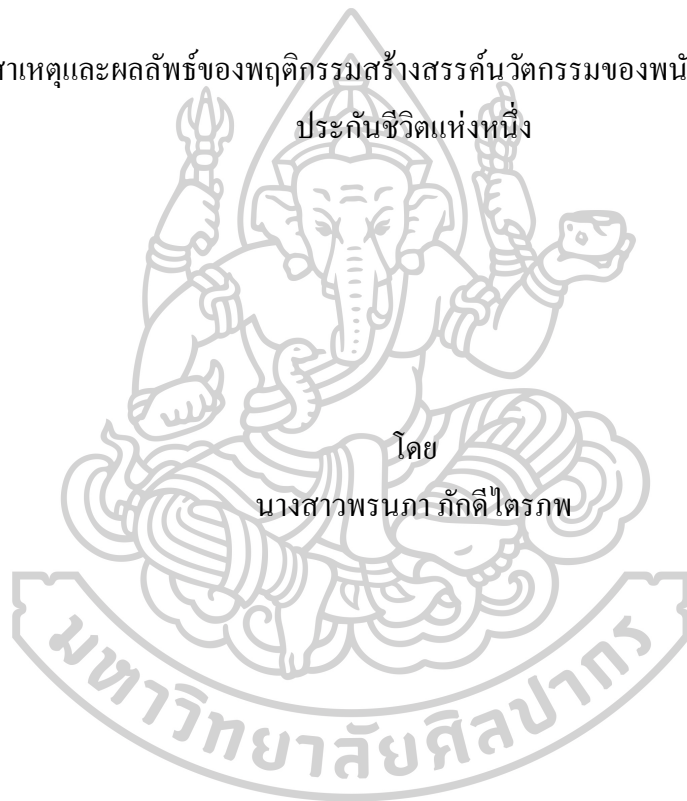 าเหตุและผลลัพธ์ของพฤติกรรมสร้างสรรค์นวัตกรรมของพนั
ประกันชีวิตแห่งหนึ่ง
โดย
นางสาวพรนภา ภักดีไตรภพ
มหาวิทยาลัยศิลปากร